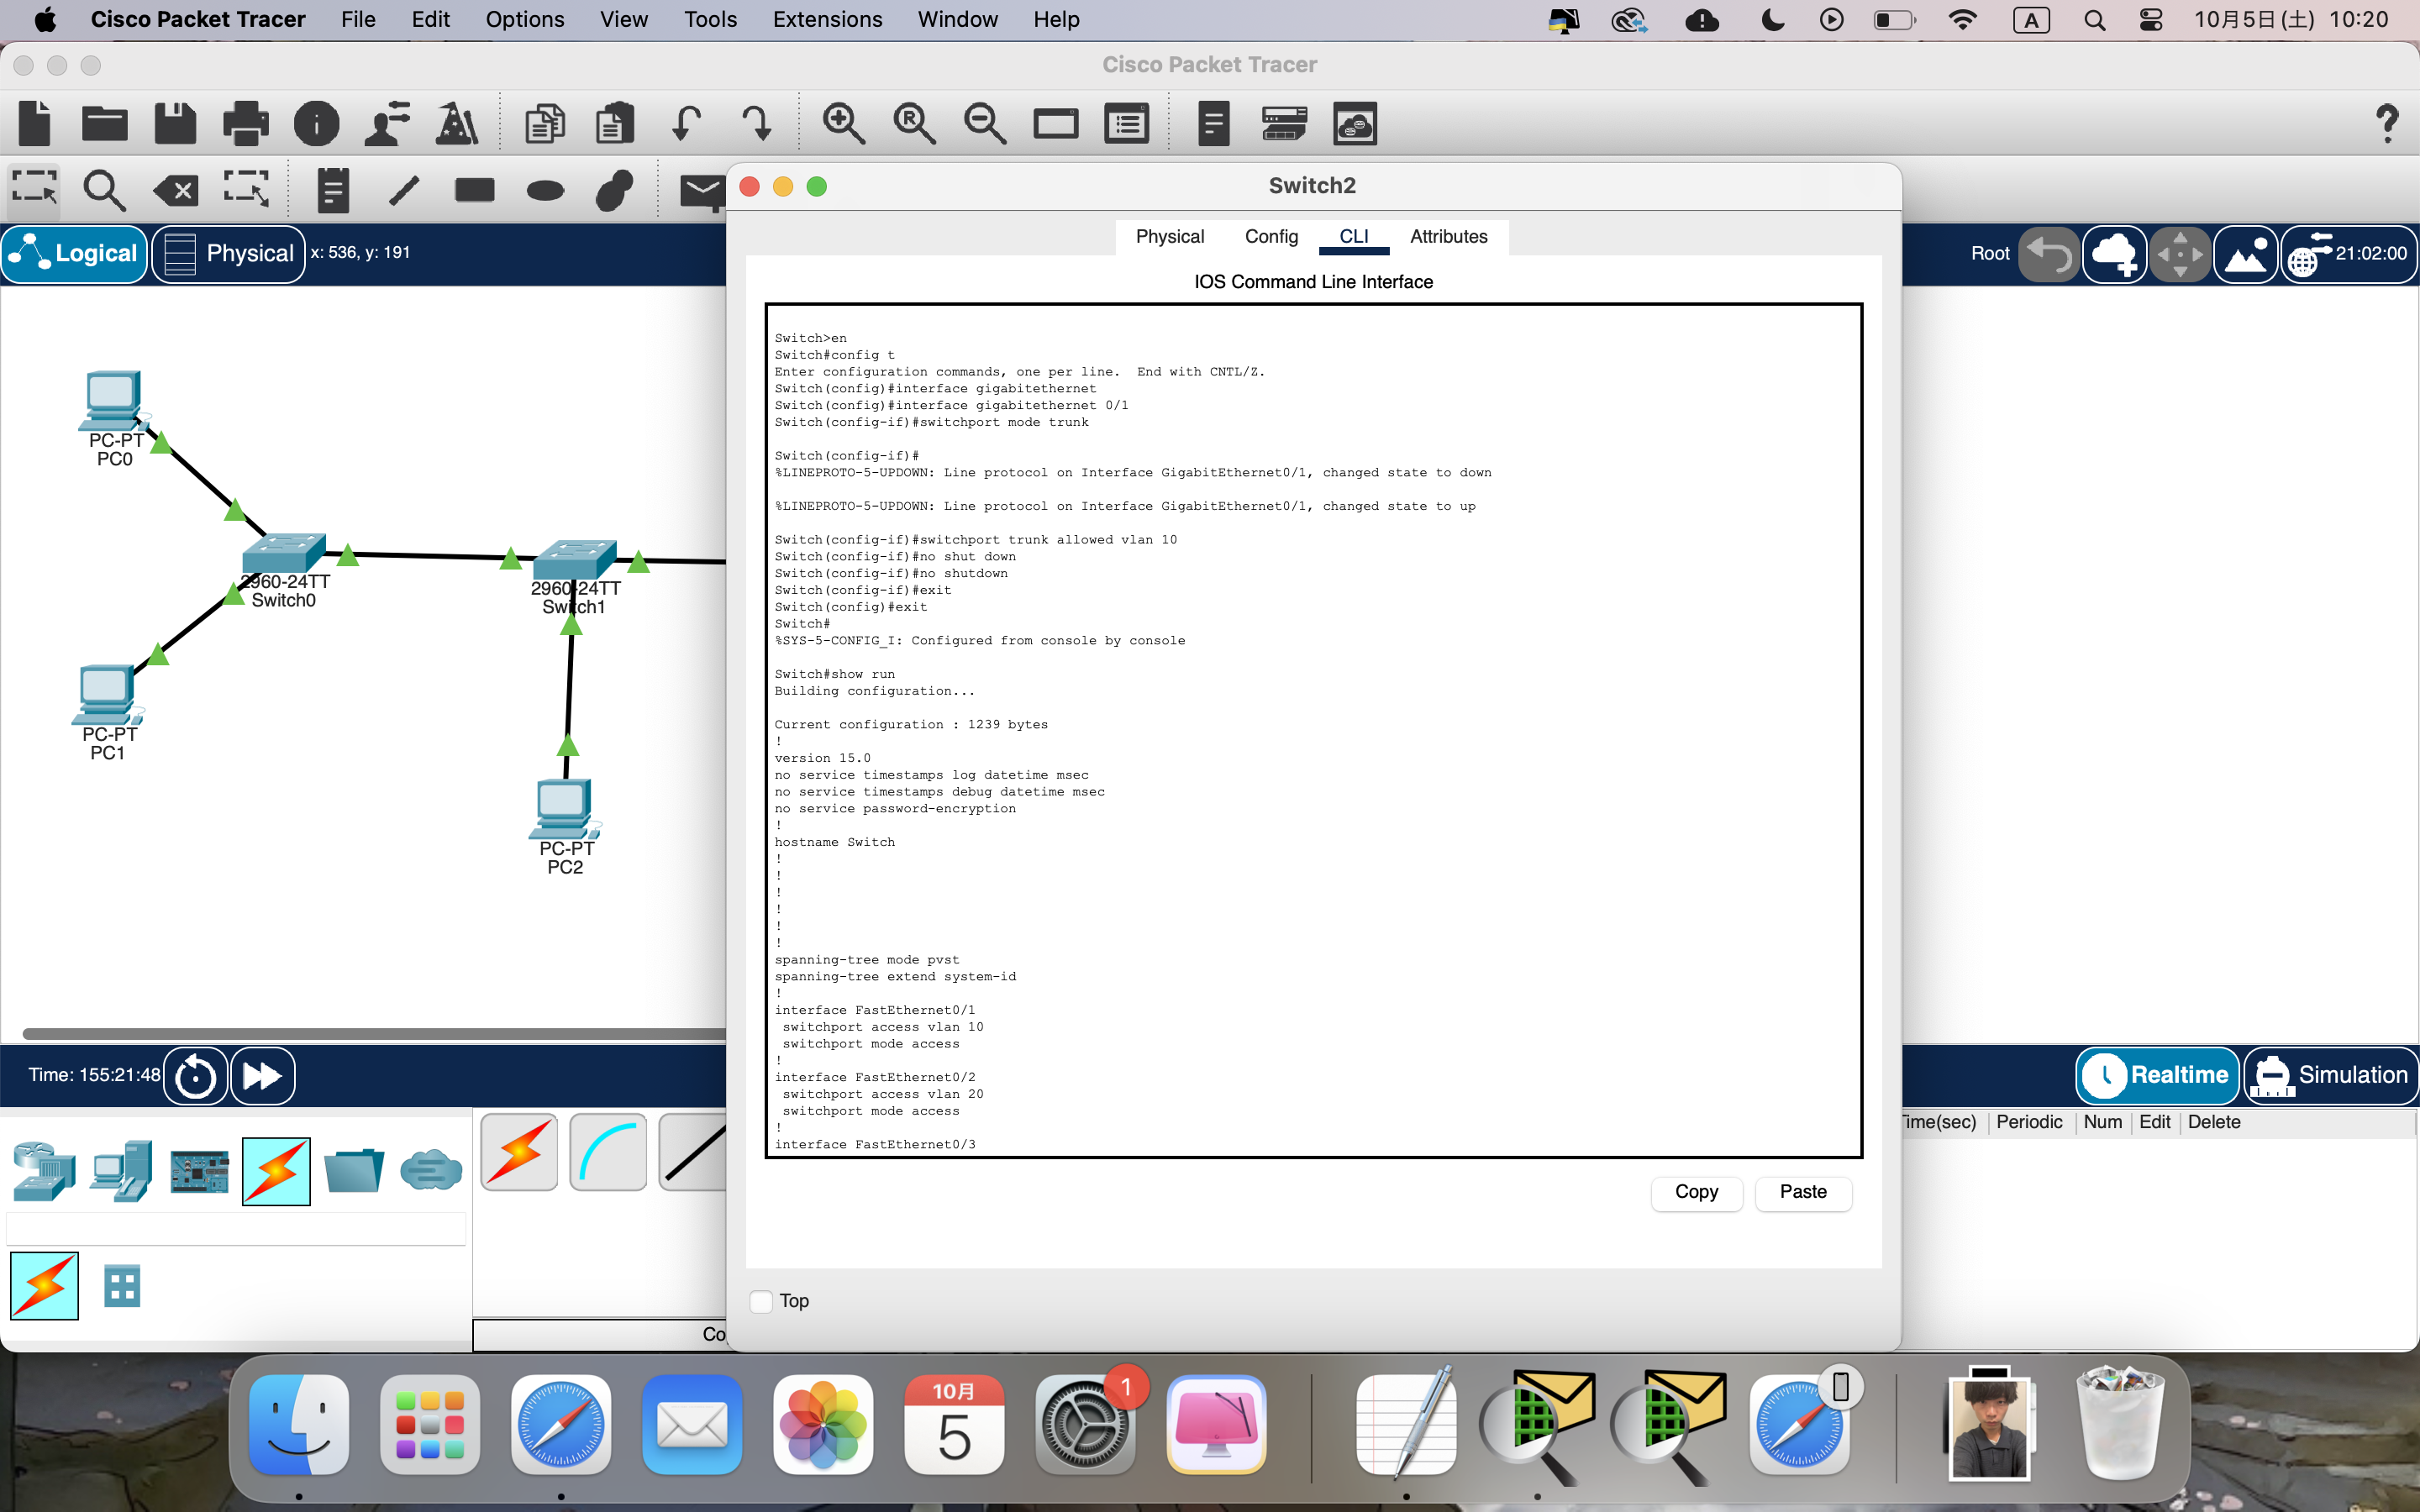 Cisco Packet Tracer File Edit Options View Tools Extensions Window Help A 10月5日(土) 10:20
Cisco Packet Tracer
Switch2
Logical Physical x: 536, y: 191
Root 21:02:00
Physical Config CLI Attributes
IOS Command Line Interface
Switch>en
Switch#config t
Enter configuration commands, one per line.  End with CNTL/Z.
Switch(config)#interface gigabitethernet
Switch(config)#interface gigabitethernet 0/1
Switch(config-if)#switchport mode trunk
Switch(config-if)#
%LINEPROTO-5-UPDOWN: Line protocol on Interface GigabitEthernet0/1, changed state to down
%LINEPROTO-5-UPDOWN: Line protocol on Interface GigabitEthernet0/1, changed state to up
Switch(config-if)#switchport trunk allowed vlan 10
Switch(config-if)#no shut down
Switch(config-if)#no shutdown
Switch(config-if)#exit
Switch(config)#exit
Switch#
%SYS-5-CONFIG_I: Configured from console by console
Switch#show run
Building configuration...
Current configuration : 1239 bytes
!
version 15.0
no service timestamps log datetime msec
no service timestamps debug datetime msec
no service password-encryption
!
hostname Switch
!
!
!
!
!
!
spanning-tree mode pvst
spanning-tree extend system-id
!
interface FastEthernet0/1
switchport access vlan 10
switchport mode access
!
interface FastEthernet0/2
switchport access vlan 20
switchport mode access
!
interface FastEthernet0/3
Copy Paste
Top
PC-PT
PC0
2960-24TT
Switch0
2960-24TT
Switch1
PC-PT
PC1
PC-PT
PC2
Time: 155:21:48
Realtime Simulation
Time(sec) Periodic Num Edit Delete
Co
10月
5
1